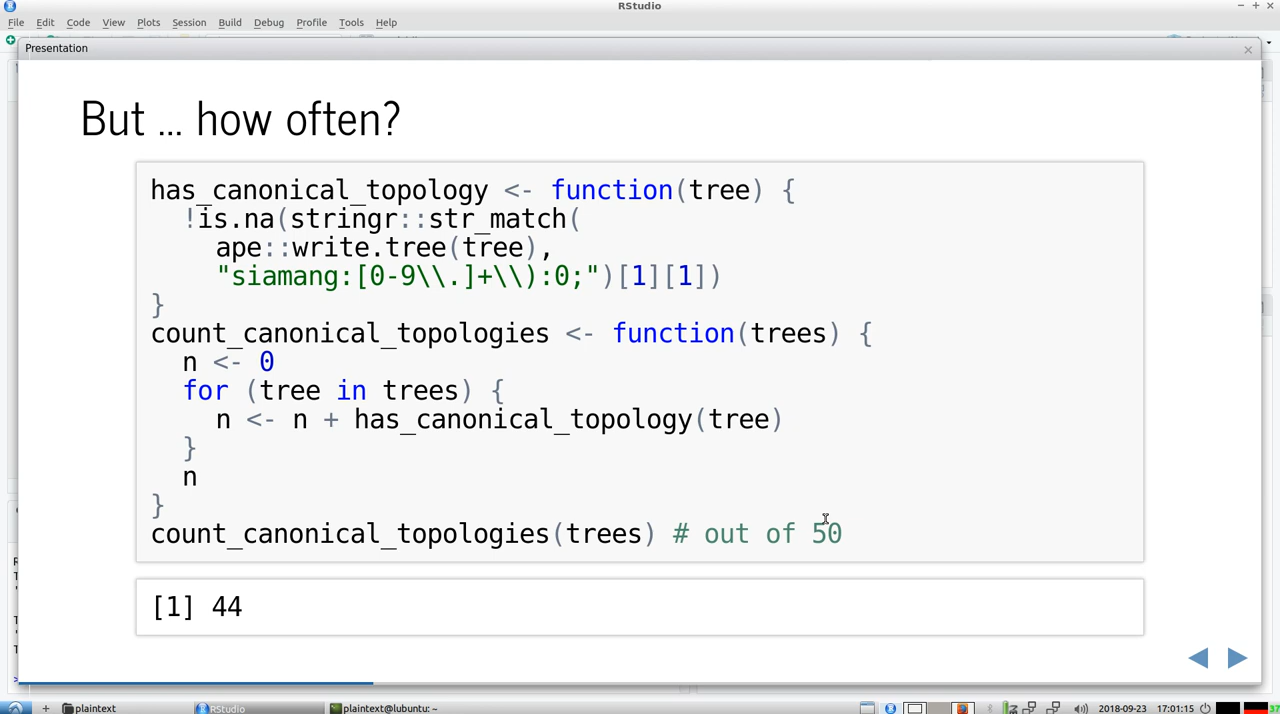 RStudio
File Edit Code View Plots Session Build Debug Profile Tools Help
Presentation
But ... how often?
has_canonical_topology <- function(tree) {
  !is.na(stringr::str_match(
    ape::write.tree(tree),
    "siamang:[0-9\\.]+\\):0;")[1][1])
}
count_canonical_topologies <- function(trees) {
  n <- 0
  for (tree in trees) {
    n <- n + has_canonical_topology(tree)
  }
  n
}
count_canonical_topologies(trees) # out of 50
[1] 44
plaintext RStudio plaintext@lubuntu: ~ 2018-09-23 17:01:15